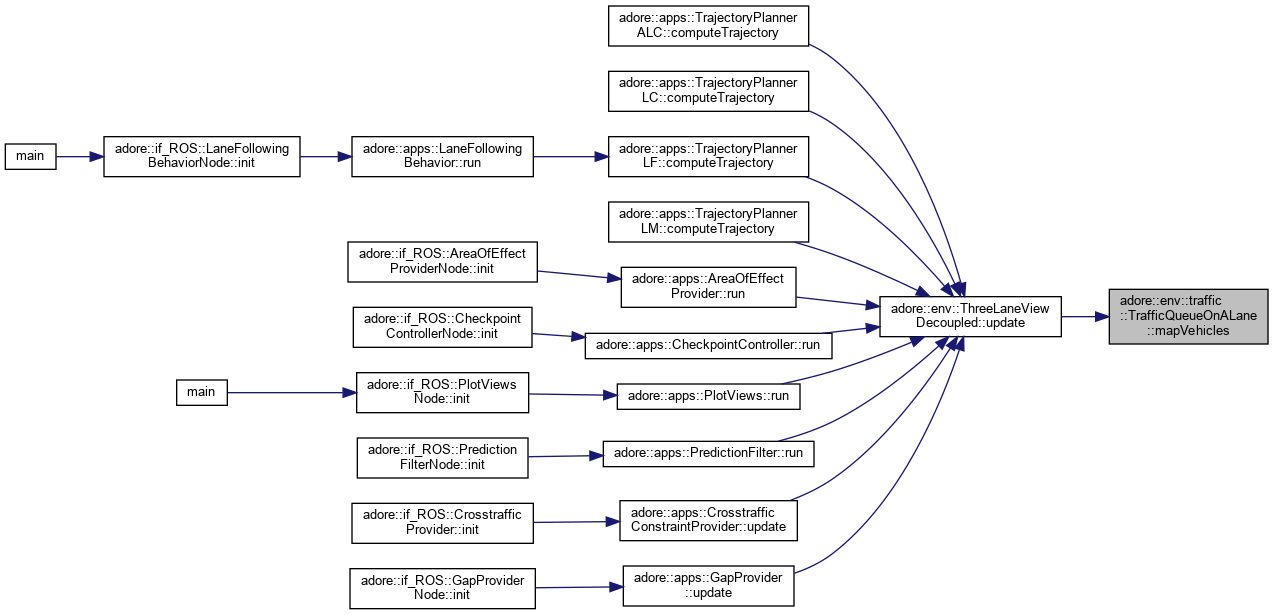 adore::apps::TrajectoryPlanner
ALC::computeTrajectory
adore::apps::TrajectoryPlanner
LC::computeTrajectory
main
adore::if_ROS::LaneFollowing
BehaviorNode::init
adore::apps::LaneFollowing
Behavior::run
adore::apps::TrajectoryPlanner
LF::computeTrajectory
adore::apps::TrajectoryPlanner
LM::computeTrajectory
adore::if_ROS::AreaOfEffect
ProviderNode::init
adore::apps::AreaOfEffect
Provider::run
adore::env::ThreeLaneView
Decoupled::update
adore::env::traffic
::TrafficQueueOnALane
::mapVehicles
adore::if_ROS::Checkpoint
ControllerNode::init
adore::apps::CheckpointController::run
main
adore::if_ROS::PlotViews
Node::init
adore::apps::PlotViews::run
adore::if_ROS::Prediction
FilterNode::init
adore::apps::PredictionFilter::run
adore::if_ROS::Crosstraffic
Provider::init
adore::apps::Crosstraffic
ConstraintProvider::update
adore::if_ROS::GapProvider
Node::init
adore::apps::GapProvider
::update